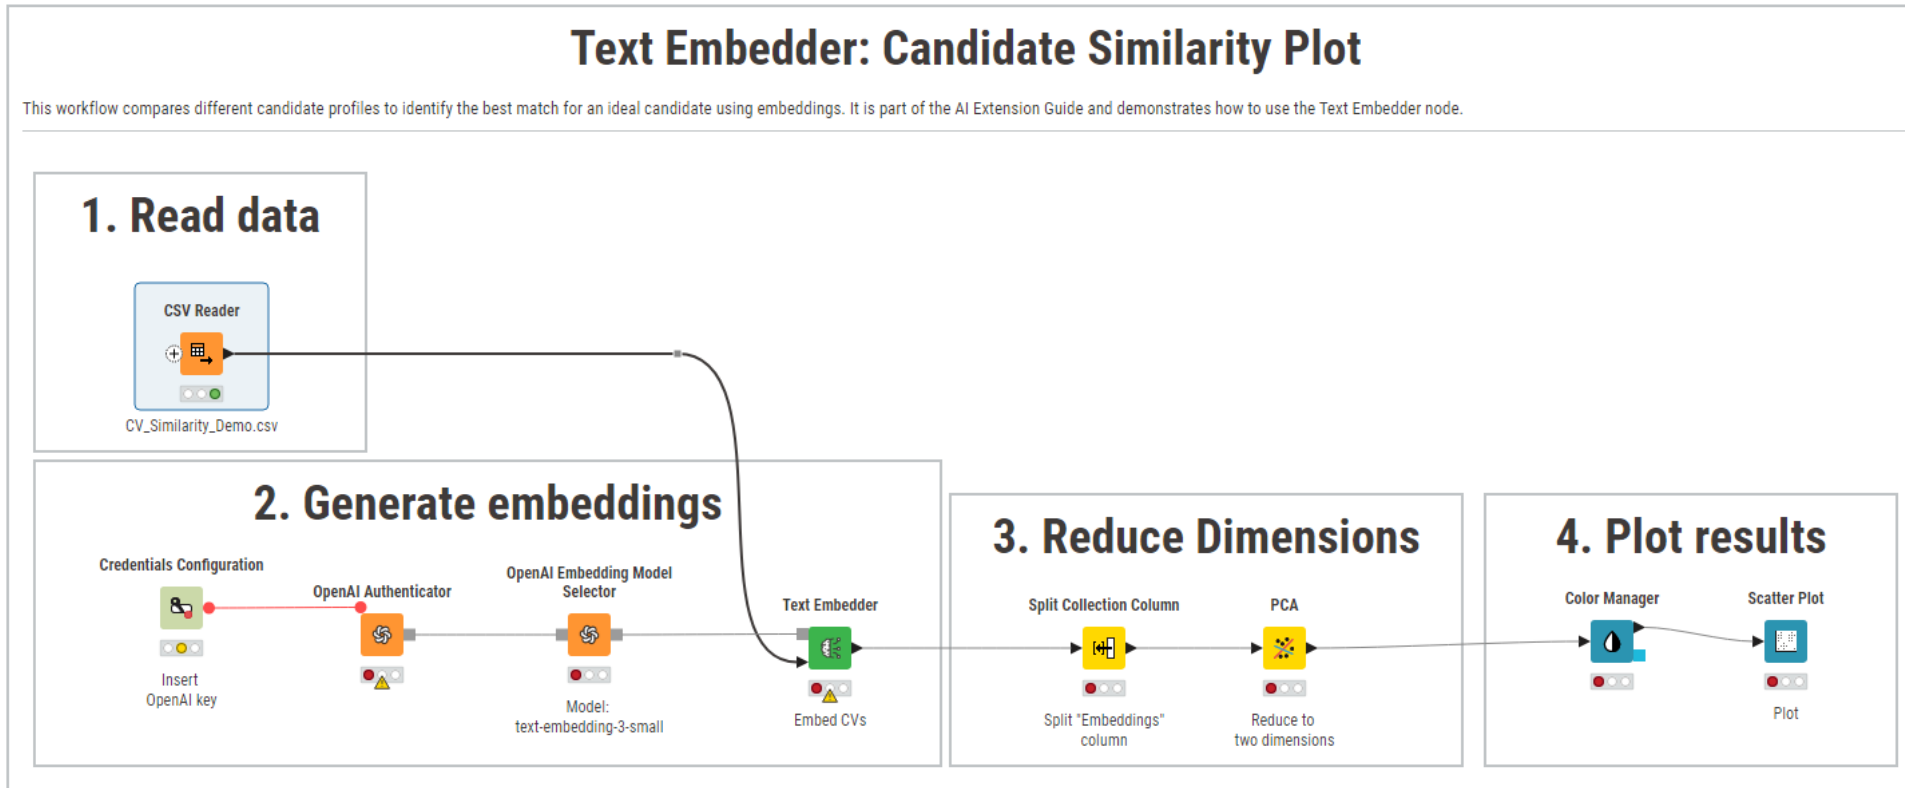 Text Embedder: Candidate Similarity Plot
This workflow compares different candidate profiles to identify the best match for an ideal candidate using embeddings. It is part of the AI Extension Guide and demonstrates how to use the Text Embedder node.
1. Read data
CSV Reader
CV_Similarity_Demo.csv
2. Generate embeddings
Credentials Configuration
Insert
OpenAI key
OpenAI Authenticator
OpenAI Embedding Model
Selector
Model:
text-embedding-3-small
Text Embedder
Embed CVs
3. Reduce Dimensions
Split Collection Column
Split "Embeddings"
column
PCA
Reduce to
two dimensions
4. Plot results
Color Manager
Scatter Plot
Plot